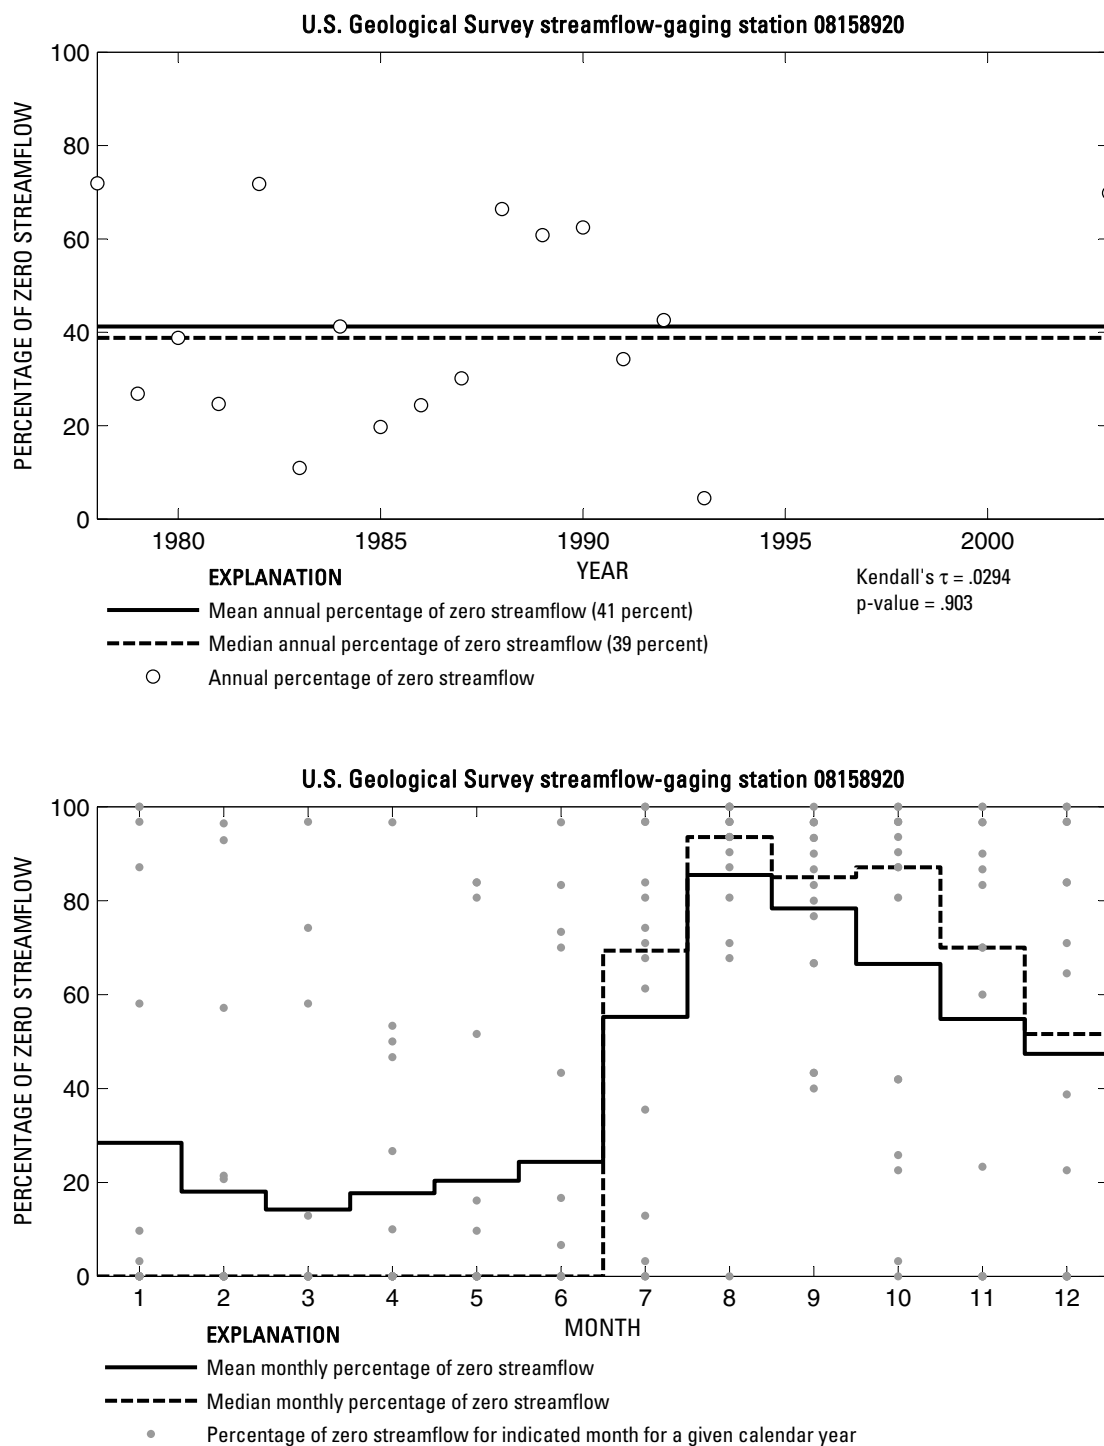 U.S. Geological Survey streamflow-gaging station 08158920
100
80
60
40
20
0
PERCENTAGE OF ZERO STREAMFLOW
1980 1985 1990 1995 2000
YEAR
EXPLANATION
Mean annual percentage of zero streamflow (41 percent)
Median annual percentage of zero streamflow (39 percent)
Annual percentage of zero streamflow
Kendall's τ = .0294
p-value = .903
U.S. Geological Survey streamflow-gaging station 08158920
100
80
60
40
20
0
PERCENTAGE OF ZERO STREAMFLOW
1 2 3 4 5 6 7 8 9 10 11 12
MONTH
EXPLANATION
Mean monthly percentage of zero streamflow
Median monthly percentage of zero streamflow
Percentage of zero streamflow for indicated month for a given calendar year